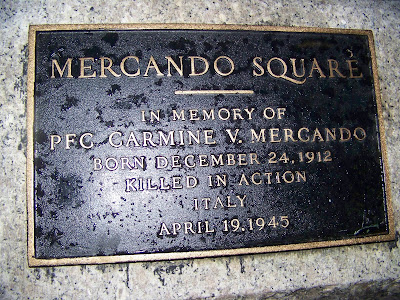 MERCANDO SQUARE
IN MEMORY OF
PFC. CARMINE V. MERCANDO
BORN DECEMBER 24, 1912
KILLED IN ACTION
ITALY
APRIL 19, 1945